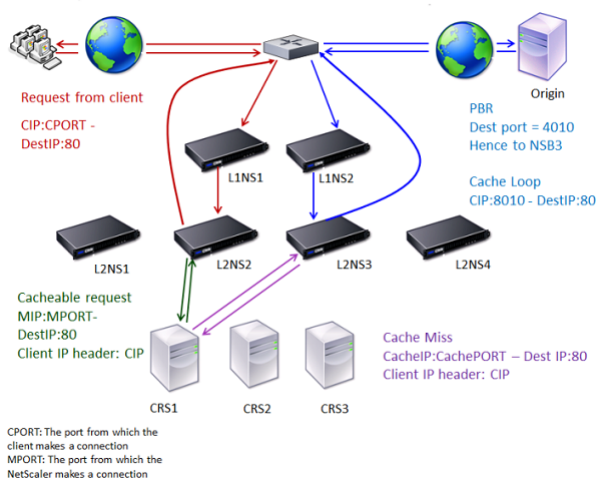 Request from client
CIP:CPORT -
DestIP:80
Origin
PBR
Dest port = 4010
Hence to NSB3
Cache Loop
CIP:8010 - DestIP:80
L1NS1
L1NS2
L2NS1
L2NS2
L2NS3
L2NS4
Cacheable request
MIP:MPORT-
DestIP:80
Client IP header: CIP
Cache Miss
CacheIP:CachePORT – Dest IP:80
Client IP header: CIP
CRS1
CRS2
CRS3
CPORT: The port from which the
client makes a connection
MPORT: The port from which the
NetScaler makes a connection